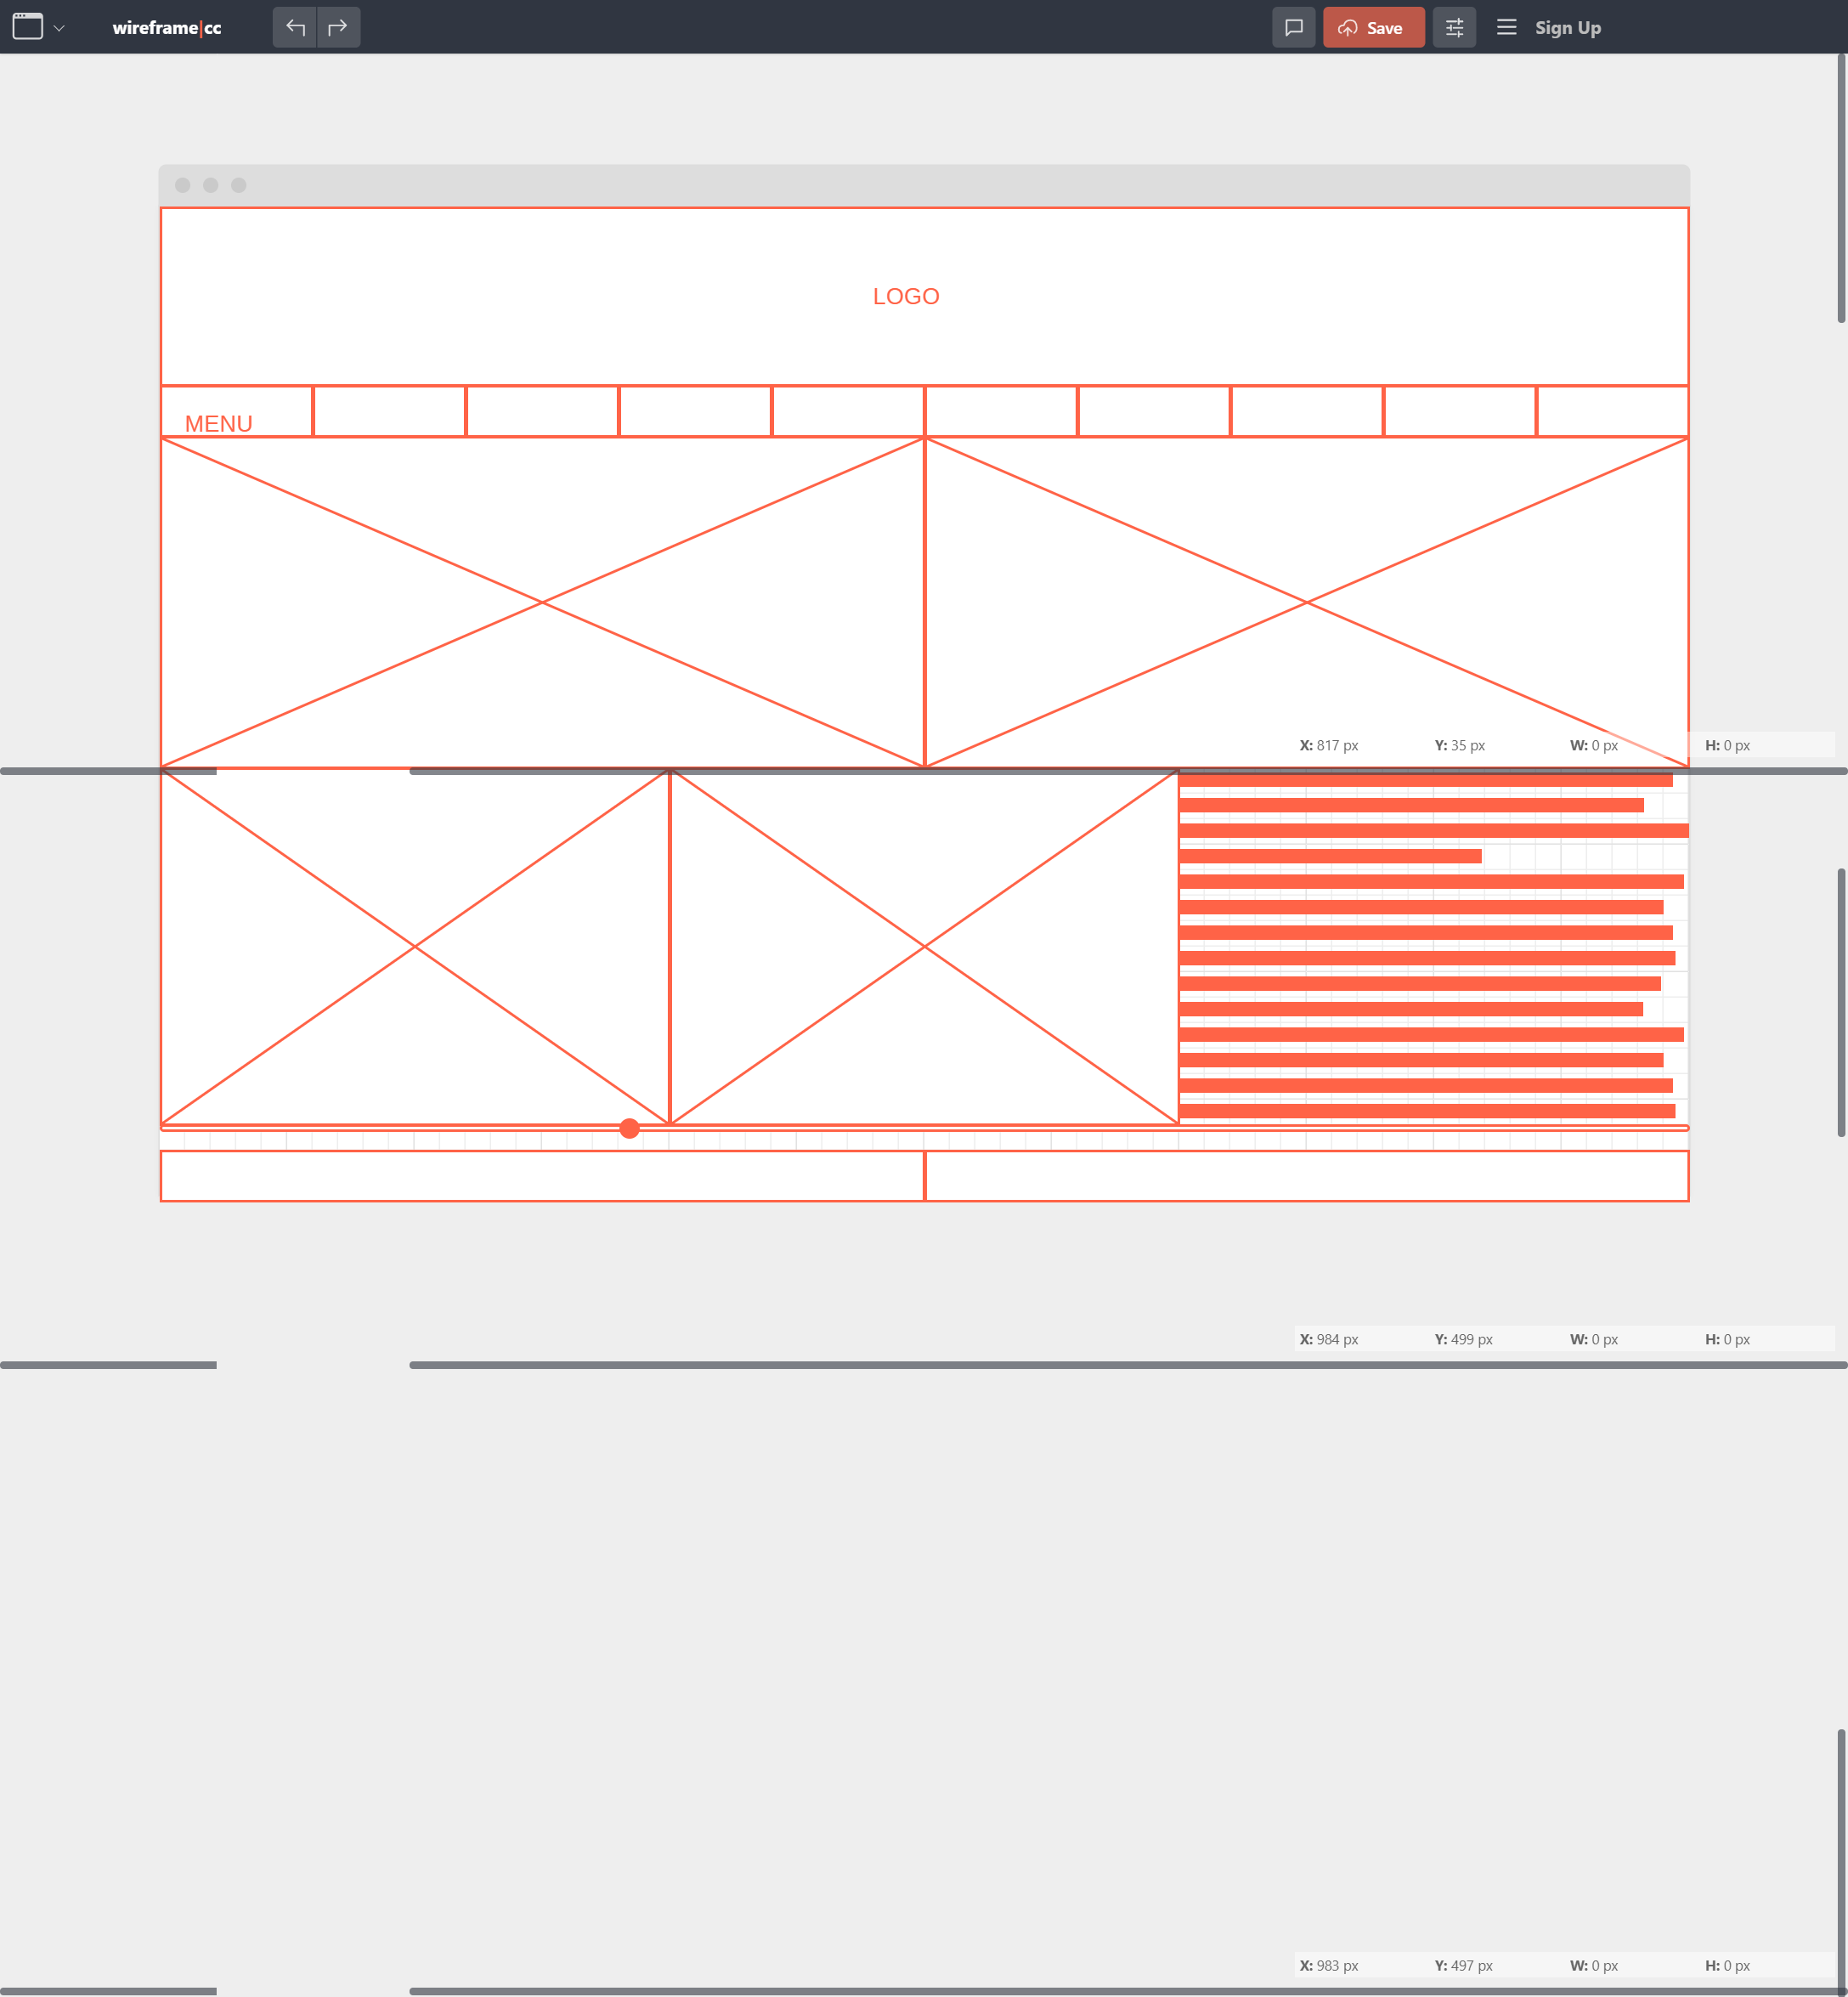 wireframe|cc
Save
Sign Up
LOGO
MENU
X: 817 px Y: 35 px W: 0 px H: 0 px
X: 984 px Y: 499 px W: 0 px H: 0 px
X: 983 px Y: 497 px W: 0 px H: 0 px